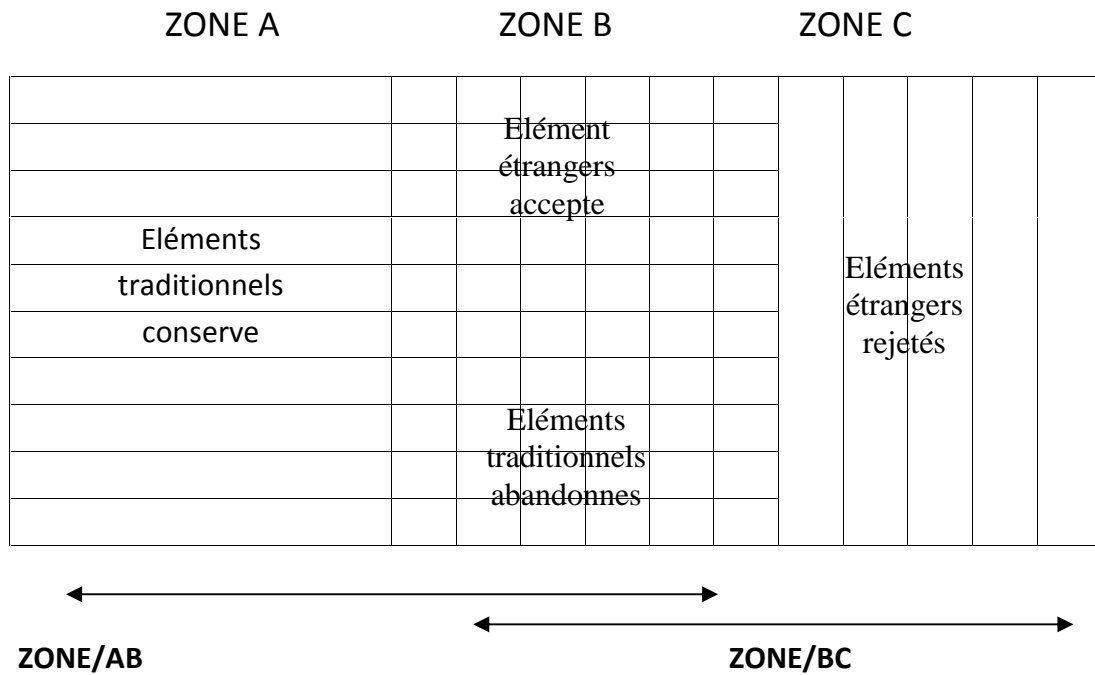 ZONE A ZONE B ZONE C
Elément
étrangers
accepte
Eléments
traditionnels
conserve
Eléments
étrangers
rejetés
Eléments
traditionnels
abandonnes
ZONE/AB ZONE/BC